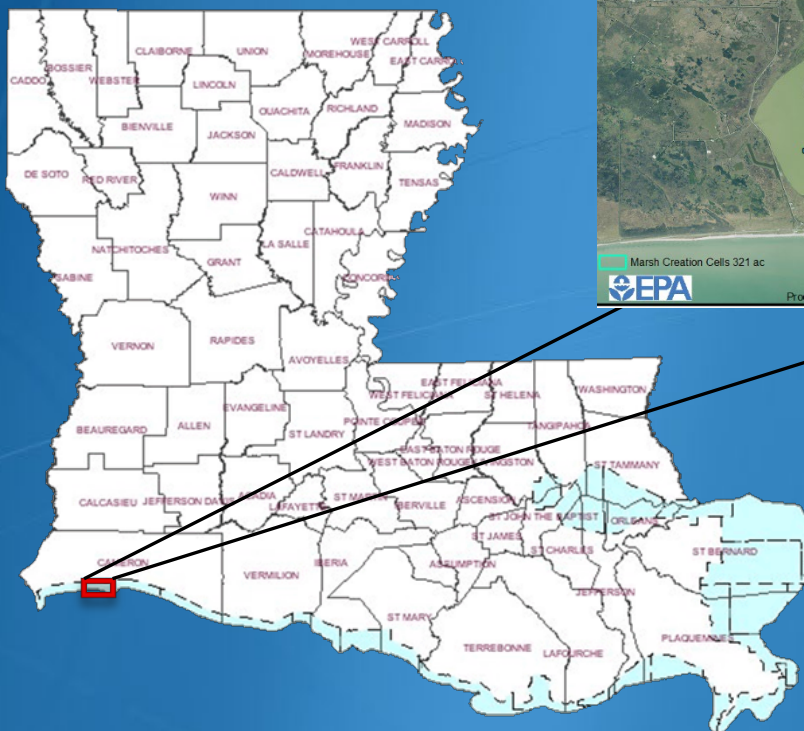 CLAIBORNE
UNION
MOREHOUSE
WEST CARROLL
EAST CARROLL
CADDO
BOSSIER
WEBSTER
LINCOLN
OUACHITA
RICHLAND
MADISON
BIENVILLE
JACKSON
DE SOTO
RED RIVER
CALDWELL
FRANKLIN
TENSAS
WINN
NATCHITOCHES
LA SALLE
CATAHOULA
GRANT
SABINE
CONCORD
VERNON
RAPIDES
AVOYELLES
WEST FELICIANA
EAST FELICIANA
ST HELENA
WASHINGTON
BEAUREGARD
ALLEN
EVANGELINE
ST LANDRY
POINTE COUPEE
TANGIPAHOA
EAST BATON ROUGE
WEST BATON ROUGE
NGSTON
ST TAMMANY
CALCASIEU
JEFFERSON DAVIS
ACADIA
LAFAYETTE
ST MARTIN
IBERVILLE
ASCENSION
ST JOHN THE BAPTIST
ORLEANS
ST JAMES
ST CHARLES
ST BERNARD
CAMERON
VERMILION
IBERIA
ASSUMPTION
JEFFERSON
ST MARY
TERREBONNE
LAFOURCHE
PLAQUEMINES
Marsh Creation Cells 321 ac
EPA